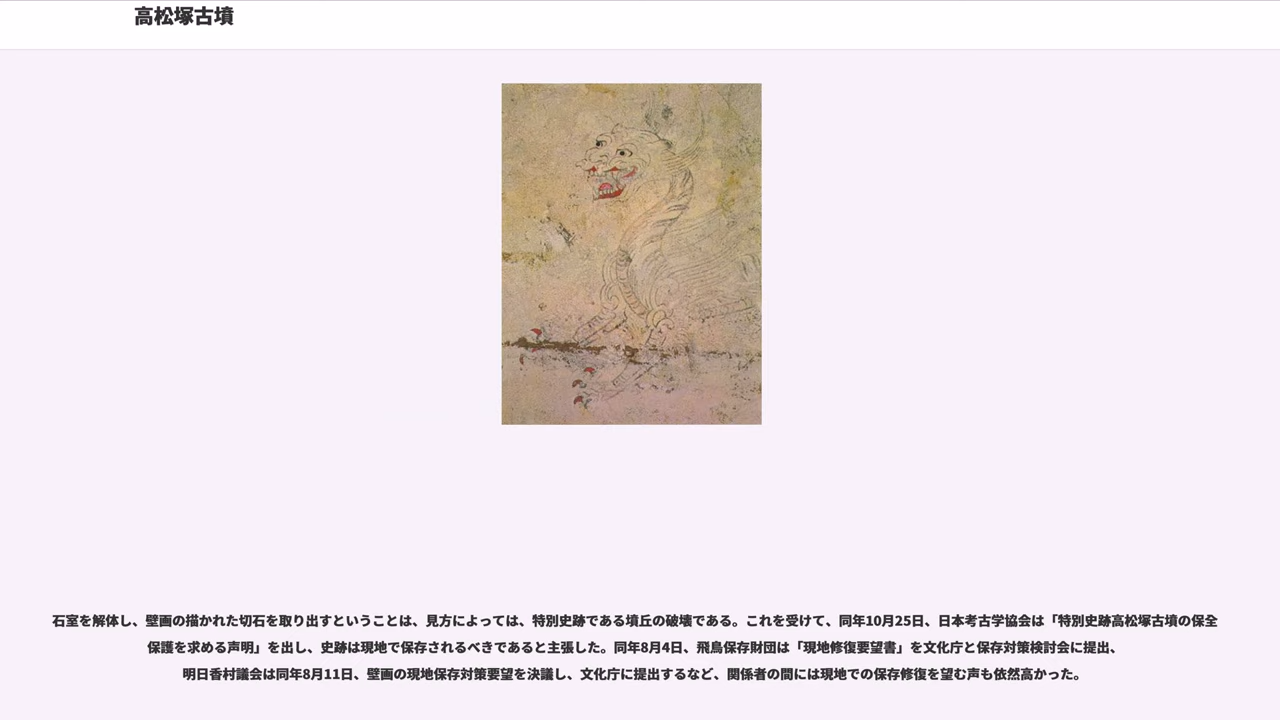 高松塚古墳
石室を解体し、壁画の描かれた切石を取り出すということは、見方によっては、特別史跡である墳丘の破壊である。これを受けて、同年10月25日、日本考古学協会は「特別史跡高松塚古墳の保全
保護を求める声明」を出し、史跡は現地で保存されるべきであると主張した。同年8月4日、飛鳥保存財団は「現地修復要望書」を文化庁と保存対策検討会に提出、
明日香村議会は同年8月11日、壁画の現地保存対策要望を決議し、文化庁に提出するなど、関係者の間には現地での保存修復を望む声も依然高かった。